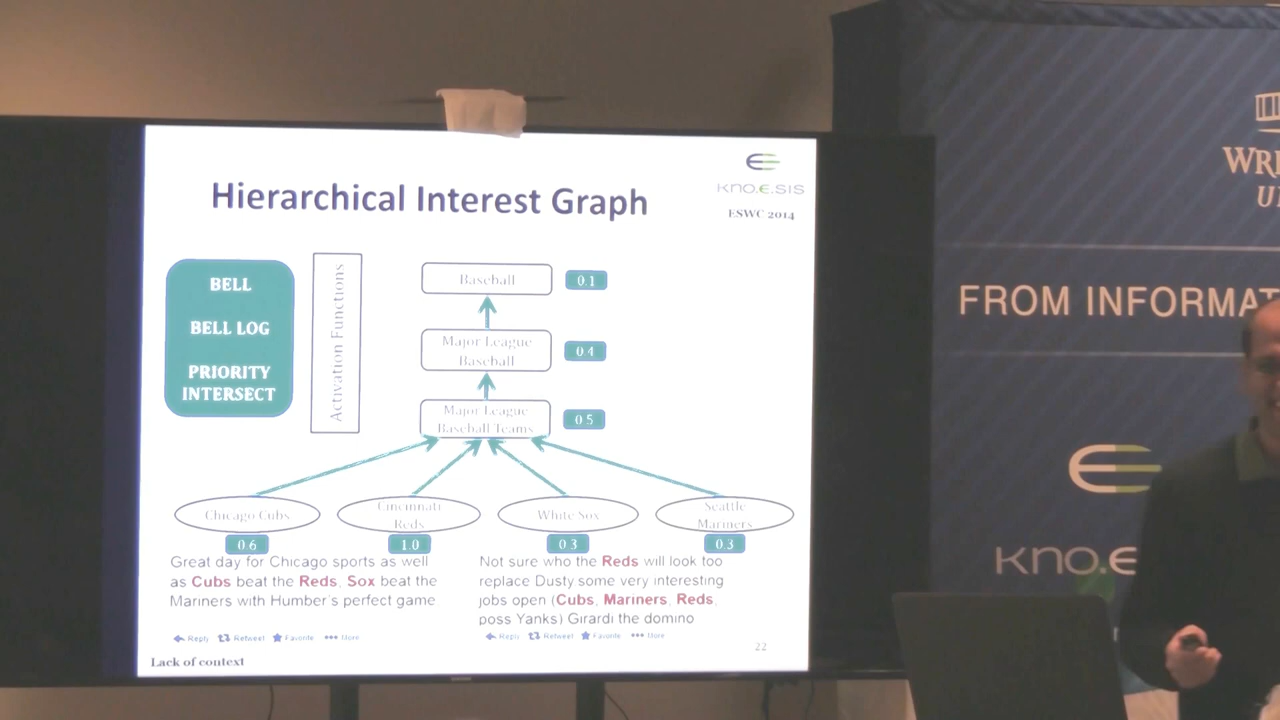 Hierarchical Interest Graph
kno.e.sis
ESWC 2014
BELL
BELL LOG
PRIORITY
INTERSECT
Activation Functions
Baseball
0.1
Major League
Baseball
0.4
Major League
Baseball Teams
0.5
Chicago Cubs
Cincinnati
Reds
White Sox
Seattle
Mariners
0.6
1.0
0.3
0.3
Great day for Chicago sports as well
as Cubs beat the Reds, Sox beat the
Mariners with Humber's perfect game
Reply Retweet Favorite More
Not sure who the Reds will look too
replace Dusty some very interesting
jobs open (Cubs, Mariners, Reds,
poss Yanks) Girardi the domino
Reply Retweet Favorite More
22
Lack of context
FROM INFORMAT
kno.e